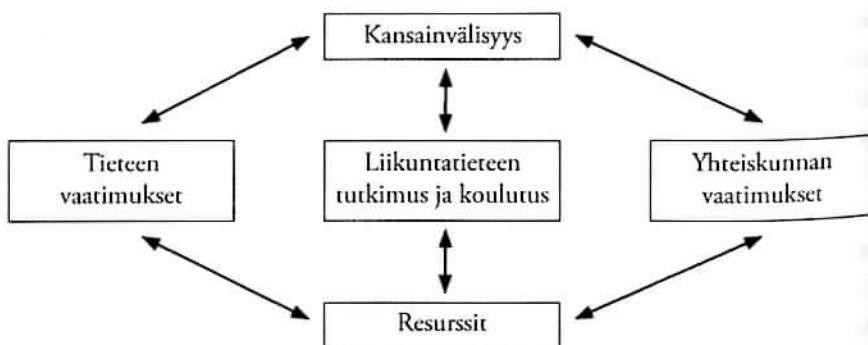 Kansainvälisyys
Tieteen
vaatimukset
Liikuntatieteen
tutkimus ja koulutus
Yhteiskunnan
vaatimukset
Resurssit